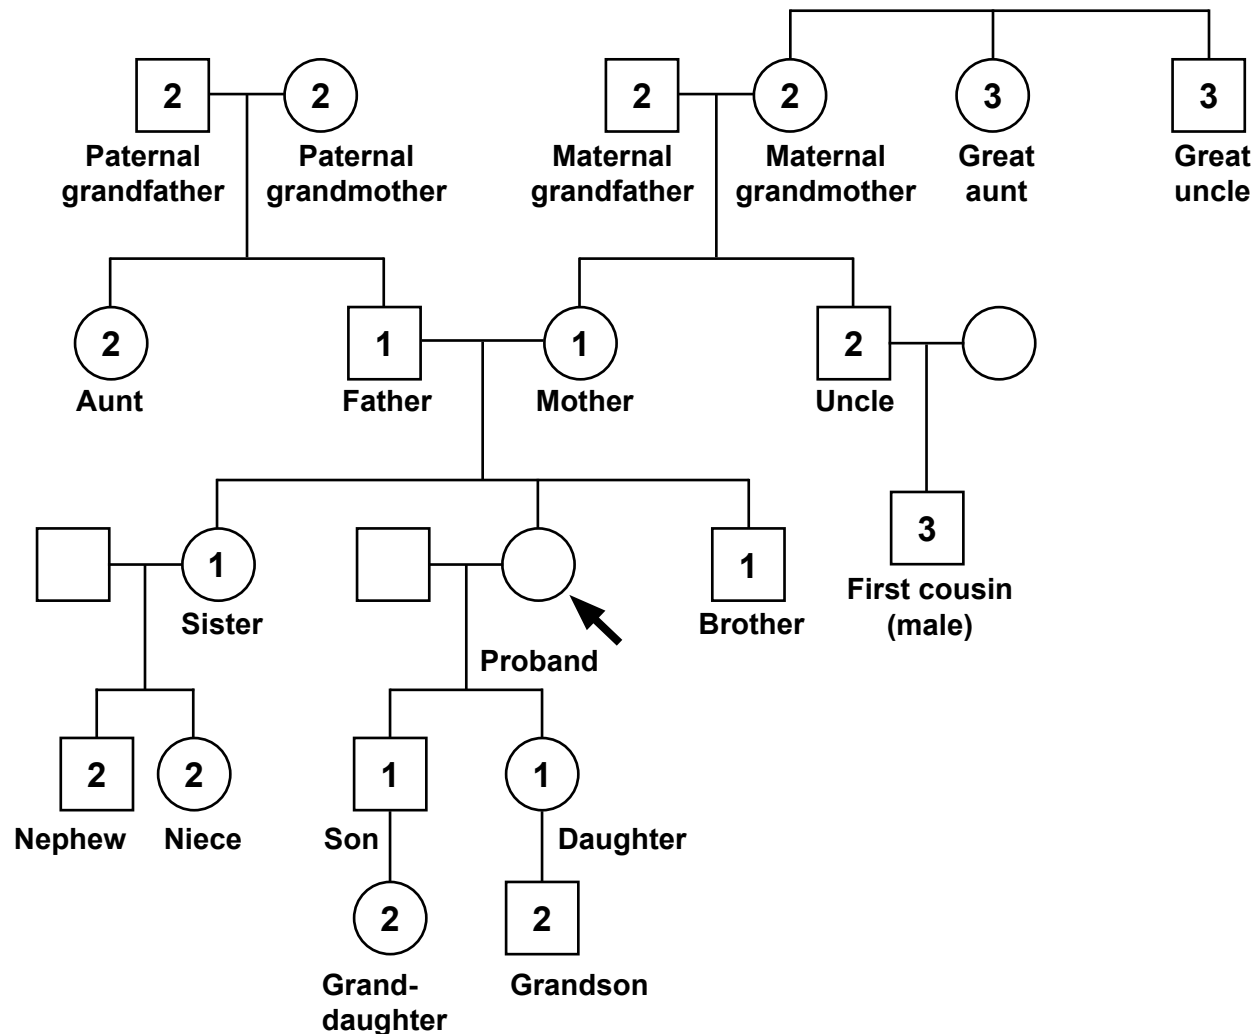 2 2 2 2 3 3
Paternal Paternal Maternal Maternal Great Great
grandfather grandmother grandfather grandmother aunt uncle
2 1 1 2
Aunt Father Mother Uncle
3
1 1
First cousin
Sister Brother
(male)
Proband
2 2 1 1
Nephew Niece Son Daughter
2 2
Grand- Grandson
daughter